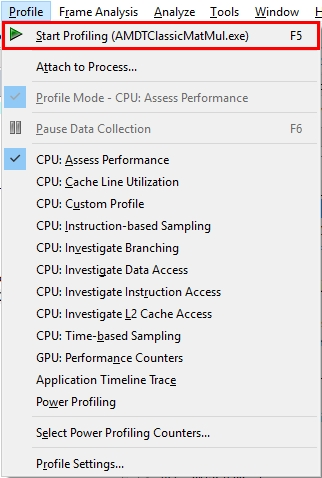 Profile Frame Analysis Analyze Tools Window
Start Profiling (AMDTClassicMatMul.exe) F5
Attach to Process...
Profile Mode - CPU: Assess Performance
Pause Data Collection F6
CPU: Assess Performance
CPU: Cache Line Utilization
CPU: Custom Profile
CPU: Instruction-based Sampling
CPU: Investigate Branching
CPU: Investigate Data Access
CPU: Investigate Instruction Access
CPU: Investigate L2 Cache Access
CPU: Time-based Sampling
GPU: Performance Counters
Application Timeline Trace
Power Profiling
Select Power Profiling Counters...
Profile Settings...